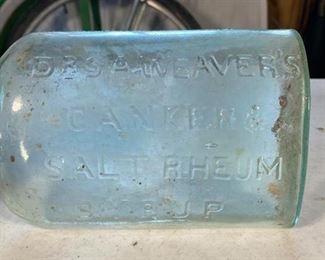 DR S.A. WEAVER'S
CANKER &
SALT RHEUM
SYRUP